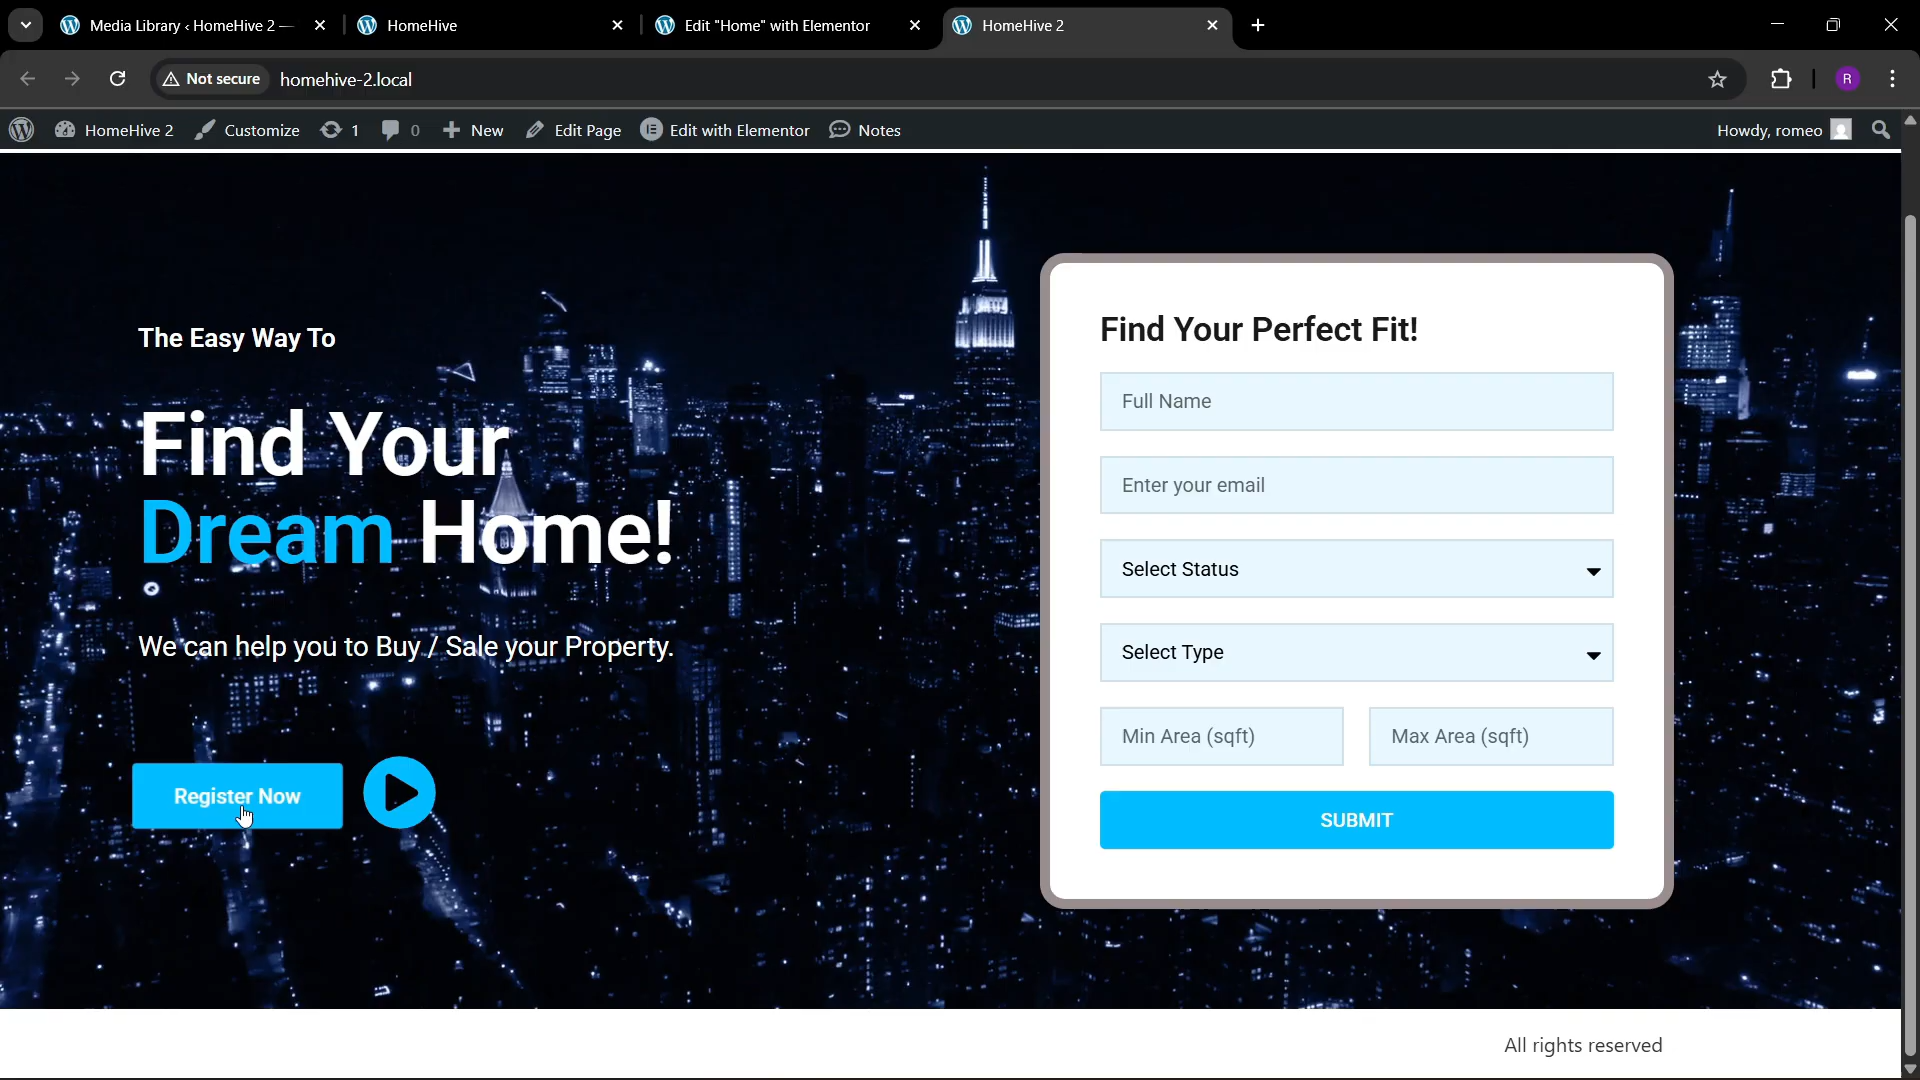 Media Library ‹ HomeHive 2 —
HomeHive
Edit "Home" with Elementor
HomeHive 2
Not secure
homehive-2.local
R
HomeHive 2
Customize
1
0
New
Edit Page
Edit with Elementor
Notes
Howdy, romeo
The Easy Way To
Find Your
Dream Home!
We can help you to Buy / Sale your Property.
Register Now
Find Your Perfect Fit!
Full Name
Enter your email
Select Status
Select Type
Min Area (sqft)
Max Area (sqft)
SUBMIT
All rights reserved